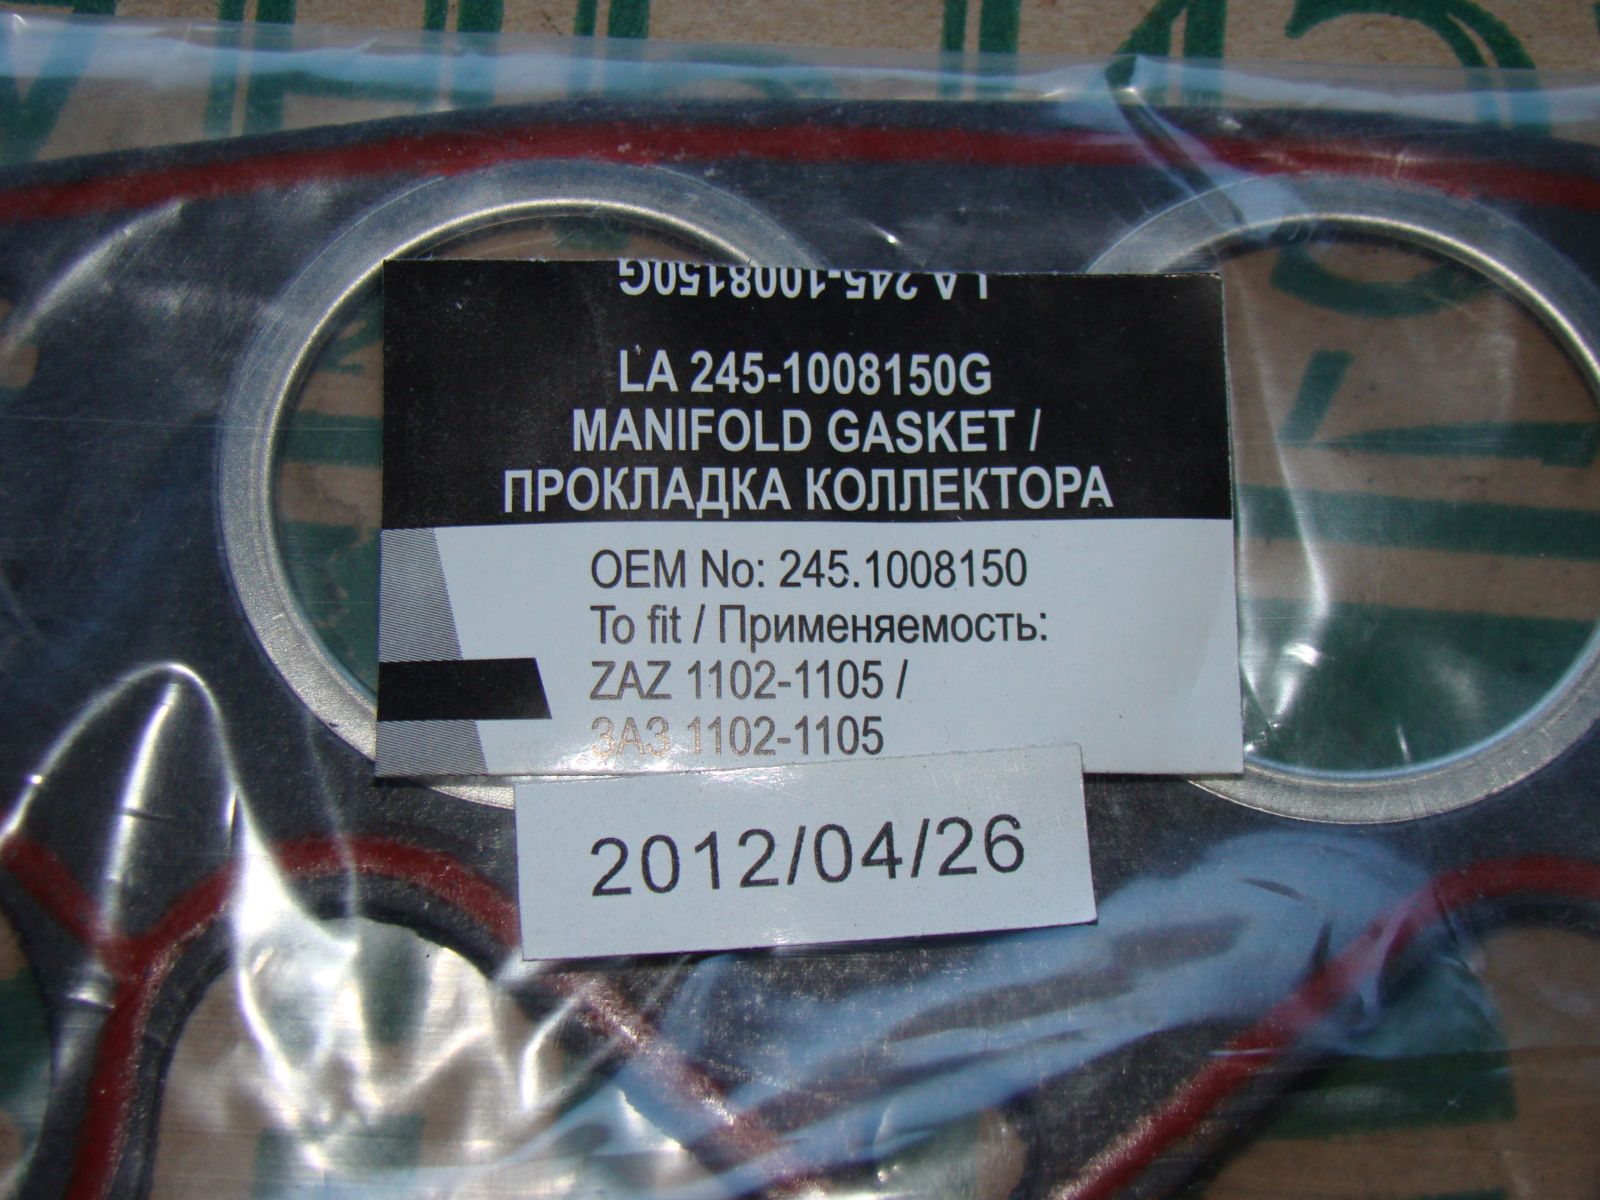 LA 245-1008150G
LA 245-1008150G
MANIFOLD GASKET /
ПРОКЛАДКА КОЛЛЕКТОРА
OEM No: 245.1008150
To fit / Применяемость:
ZAZ 1102-1105 /
ЗАЗ 1102-1105
2012/04/26